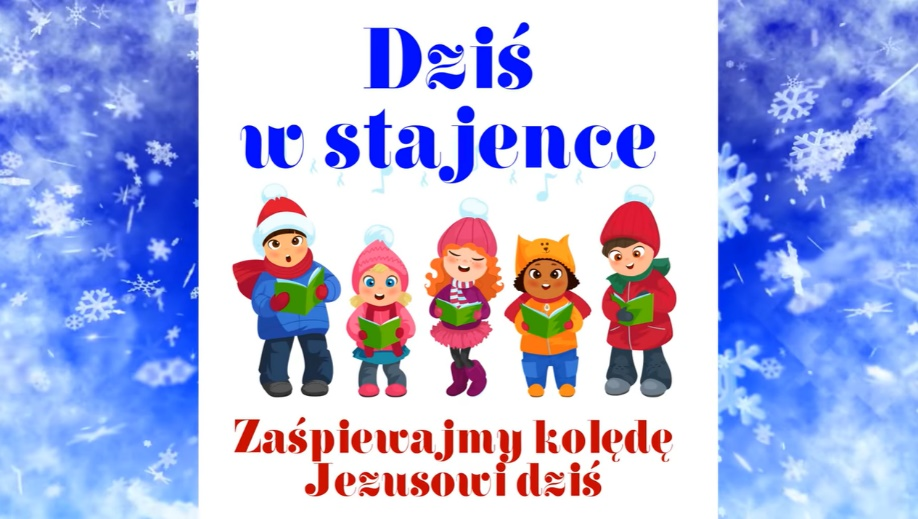 Dziś
w stajence
Zaśpiewajmy kolędę
Jezusowi dziś